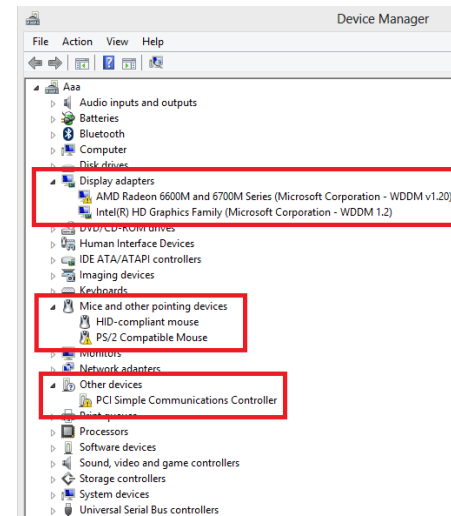 Device Manager
File Action View Help
Aaa
Audio inputs and outputs
Batteries
Bluetooth
Computer
Disk drives
Display adapters
AMD Radeon 6600M and 6700M Series (Microsoft Corporation - WDDM v1.20)
Intel(R) HD Graphics Family (Microsoft Corporation - WDDM 1.2)
DVD/CD-ROM drives
Human Interface Devices
IDE ATA/ATAPI controllers
Imaging devices
Keyboards
Mice and other pointing devices
HID-compliant mouse
PS/2 Compatible Mouse
Monitors
Network adapters
Other devices
PCI Simple Communications Controller
Print queues
Processors
Software devices
Sound, video and game controllers
Storage controllers
System devices
Universal Serial Bus controllers